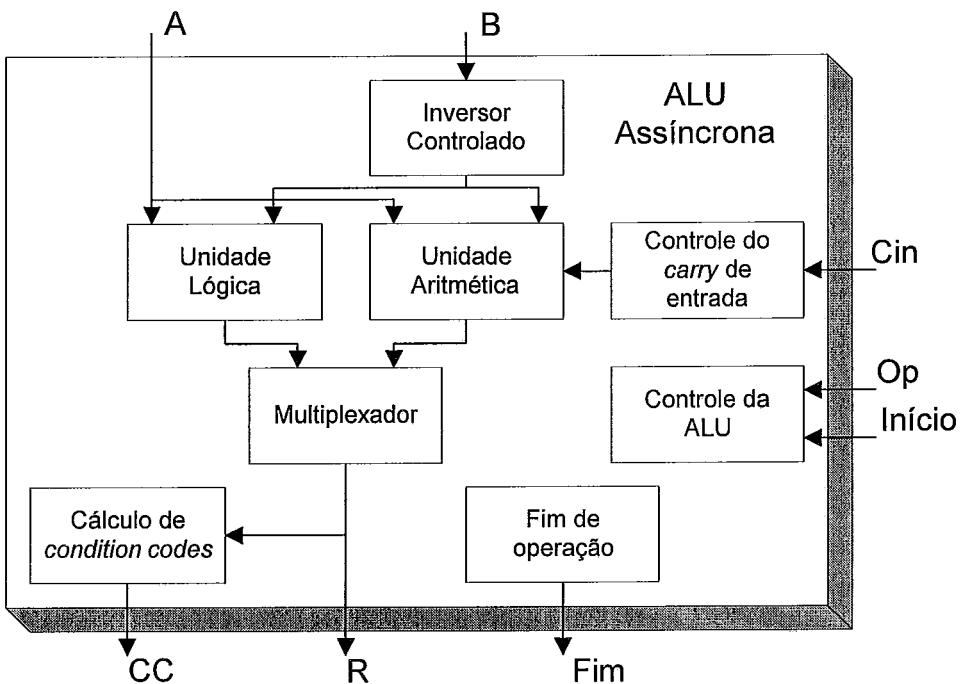 A
B
ALU
Assíncrona
Inversor
Controlado
Unidade
Lógica
Unidade
Aritmética
Controle do
carry de
entrada
Cin
Multiplexador
Controle da
ALU
Op
Início
Cálculo de
condition codes
Fim de
operação
CC
R
Fim